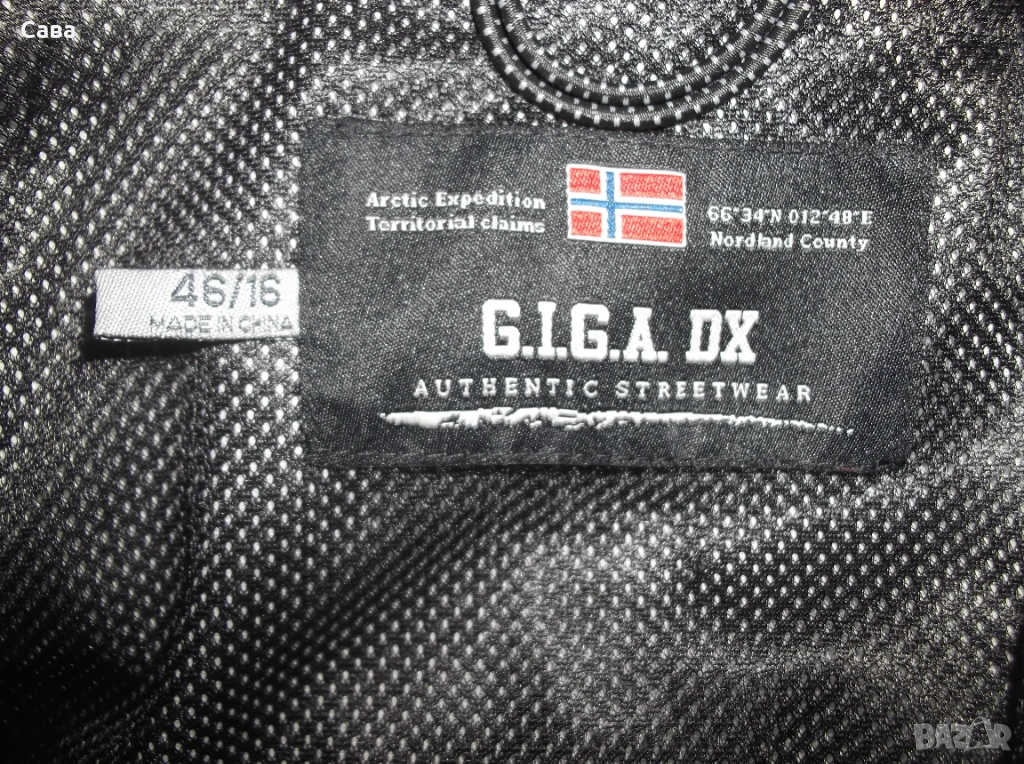 Сава
Arctic Expedition
Territorial claims
66°34"N 012°48"E
Nordland County
46/16
MADE IN CHINA
G.I.G.A. DX
AUTHENTIC STREETWEAR
BAZAR